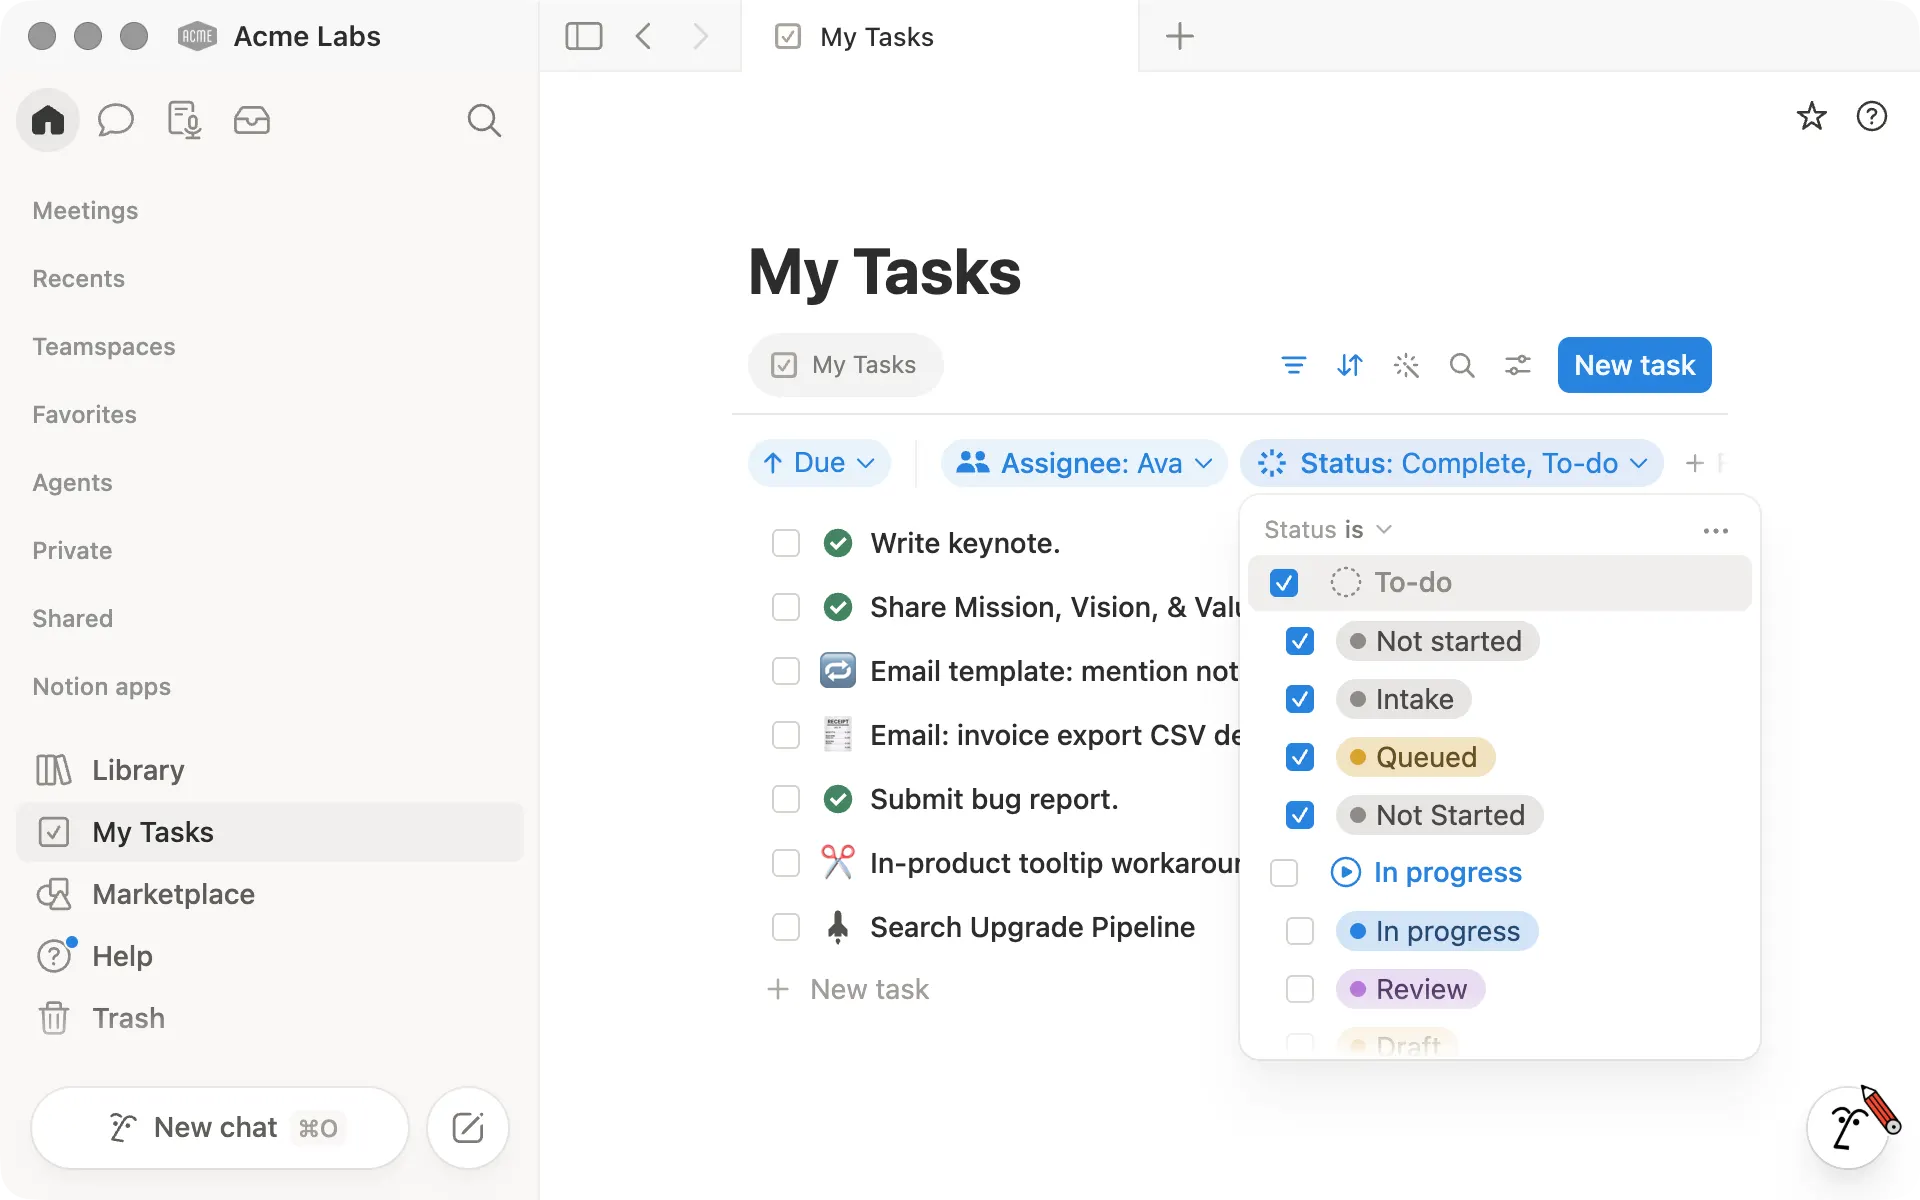 ACME Acme Labs
My Tasks
Meetings
Recents
Teamspaces
Favorites
Agents
Private
Shared
Notion apps
Library
My Tasks
Marketplace
Help
Trash
New chat ⌘O
My Tasks
My Tasks
New task
Due
Assignee: Ava
Status: Complete, To-do
Write keynote.
Share Mission, Vision, & Valu
Email template: mention not
RECEIPT
Email: invoice export CSV de
Submit bug report.
In-product tooltip workaroun
Search Upgrade Pipeline
New task
Status is
To-do
Not started
Intake
Queued
Not Started
In progress
In progress
Review
Draft